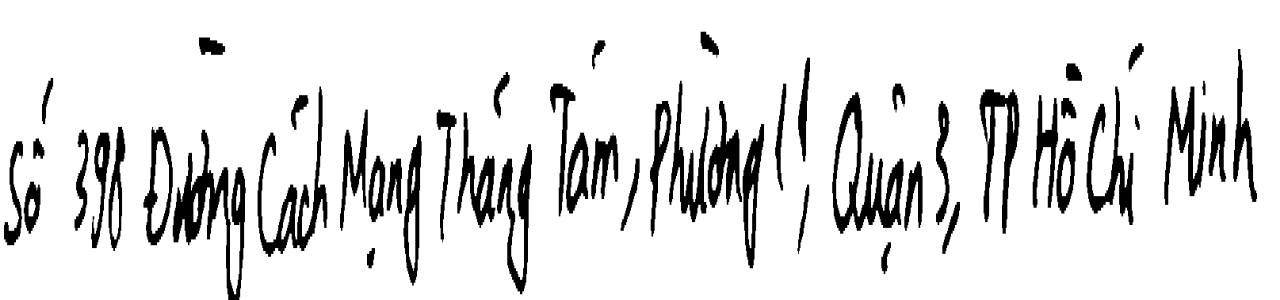 Số 398 Đường Cách Mạng Tháng Tám, Phường 11, Quận 3, TP Hồ Chí Minh